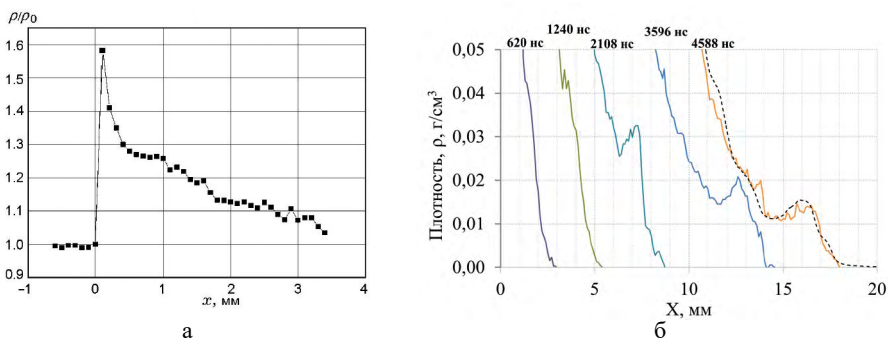 ρ/ρ₀
1.6
1.5
1.4
1.3
1.2
1.1
1.0
0.9
−1 0 1 2 3 4
x, мм
а
620 нс 1240 нс 2108 нс 3596 нс 4588 нс
0,05
0,04
0,03
0,02
0,01
0,00
Плотность, ρ, г/см³
0 5 10 15 20
X, мм
б